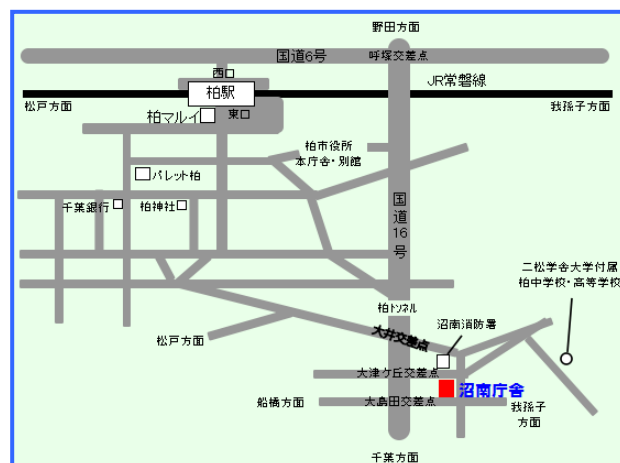 野田方面
国道6号
呼塚交差点
西口
JR常磐線
柏駅
松戸方面
我孫子方面
柏マルイ
東口
柏市役所
本庁舎・別館
パレット柏
国道16号
千葉銀行
柏神社
二松学舎大学付属
柏中学校・高等学校
柏トンネル
沼南消防署
大井交差点
松戸方面
大津ケ丘交差点
沼南庁舎
船橋方面
大島田交差点
我孫子
方面
千葉方面